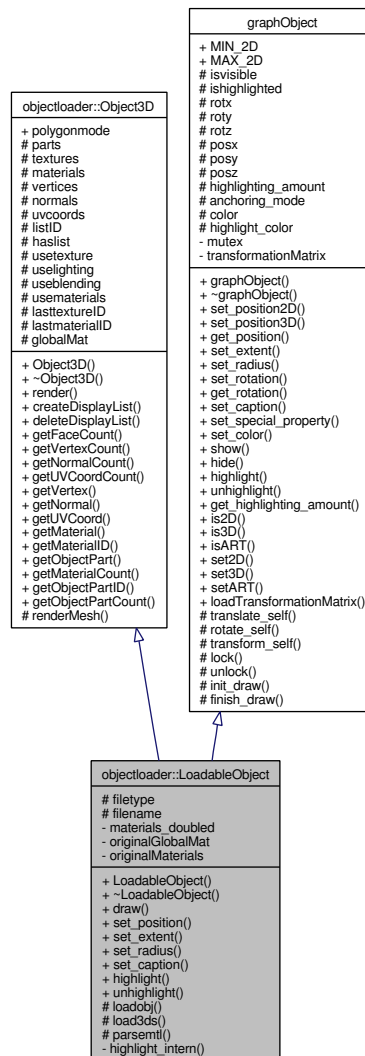 graphObject
+ MIN_2D
+ MAX_2D
# isvisible
# ishighlighted
# rotx
# roty
# rotz
# posx
# posy
# posz
# highlighting_amount
# anchoring_mode
# color
# highlight_color
- mutex
- transformationMatrix
+ graphObject()
+ ~graphObject()
+ set_position2D()
+ set_position3D()
+ get_position()
+ set_extent()
+ set_radius()
+ set_rotation()
+ get_rotation()
+ set_caption()
+ set_special_property()
+ set_color()
+ show()
+ hide()
+ highlight()
+ unhighlight()
+ get_highlighting_amount()
+ is2D()
+ is3D()
+ isART()
+ set2D()
+ set3D()
+ setART()
+ loadTransformationMatrix()
# translate_self()
# rotate_self()
# transform_self()
# lock()
# unlock()
# init_draw()
# finish_draw()
objectloader::Object3D
+ polygonmode
# parts
# textures
# materials
# vertices
# normals
# uvcoords
# listID
# haslist
# usetexture
# uselighting
# useblending
# usematerials
# lasttextureID
# lastmaterialID
# globalMat
+ Object3D()
+ ~Object3D()
+ render()
+ createDisplayList()
+ deleteDisplayList()
+ getFaceCount()
+ getVertexCount()
+ getNormalCount()
+ getUVCoordCount()
+ getVertex()
+ getNormal()
+ getUVCoord()
+ getMaterial()
+ getMaterialID()
+ getObjectPart()
+ getMaterialCount()
+ getObjectPartID()
+ getObjectPartCount()
# renderMesh()
objectloader::LoadableObject
# filetype
# filename
- materials_doubled
- originalGlobalMat
- originalMaterials
+ LoadableObject()
+ ~LoadableObject()
+ draw()
+ set_position()
+ set_extent()
+ set_radius()
+ set_caption()
+ highlight()
+ unhighlight()
# loadobj()
# load3ds()
# parsemtl()
- highlight_intern()